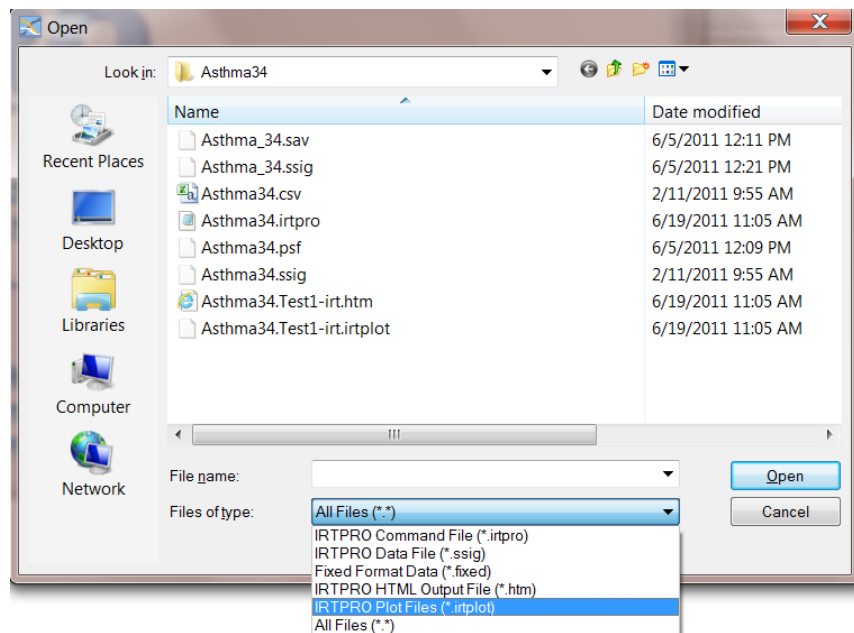 Open
X
Look in: Asthma34
Name Date modified
Asthma_34.sav 6/5/2011 12:11 PM
Asthma_34.ssig 6/5/2011 12:21 PM
Asthma34.csv 2/11/2011 9:55 AM
Asthma34.irtpro 6/19/2011 11:05 AM
Asthma34.psf 6/5/2011 12:09 PM
Asthma34.ssig 2/11/2011 9:55 AM
Asthma34.Test1-irt.htm 6/19/2011 11:05 AM
Asthma34.Test1-irt.irtplot 6/19/2011 11:05 AM
Recent Places
Desktop
Libraries
Computer
Network
File name: Open
Files of type: All Files (*.*) Cancel
IRTPRO Command File (*.irtpro)
IRTPRO Data File (*.ssig)
Fixed Format Data (*.fixed)
IRTPRO HTML Output File (*.htm)
IRTPRO Plot Files (*.irtplot)
All Files (*.*)